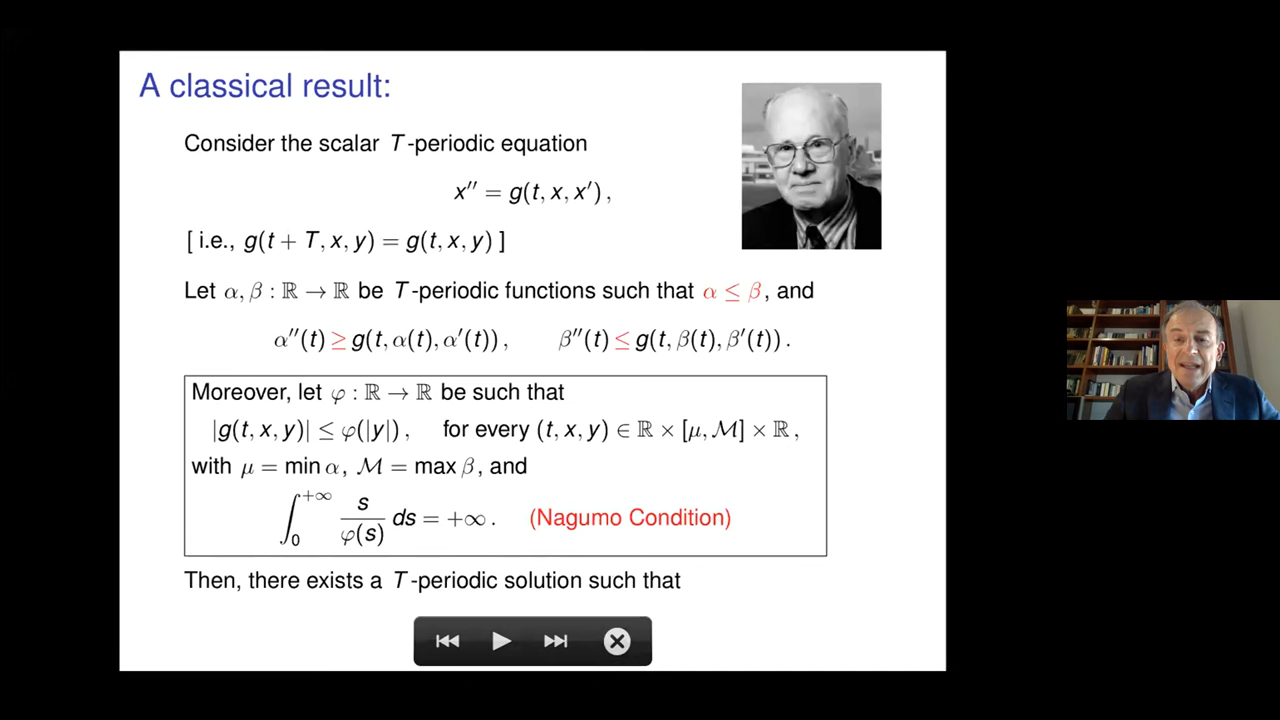 A classical result:
Consider the scalar T-periodic equation
x′′ = g(t, x, x′) ,
[ i.e., g(t + T, x, y) = g(t, x, y) ]
Let α, β : ℝ → ℝ be T-periodic functions such that α ≤ β , and
α′′(t) ≥ g(t, α(t), α′(t)) , β′′(t) ≤ g(t, β(t), β′(t)) .
Moreover, let φ : ℝ → ℝ be such that
|g(t, x, y)| ≤ φ(|y|) , for every (t, x, y) ∈ ℝ × [μ, ℳ] × ℝ ,
with μ = min α, ℳ = max β, and
∫₀^{+∞} s/φ(s) ds = +∞ . (Nagumo Condition)
Then, there exists a T-periodic solution such that